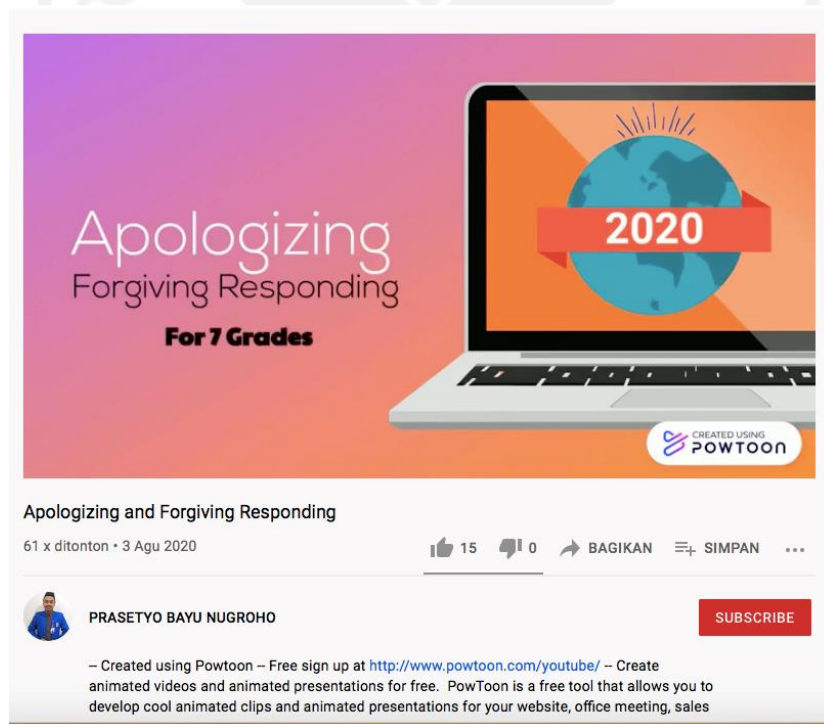 Apologizing
Forgiving Responding
For 7 Grades
2020
CREATED USING
POWTOON
Apologizing and Forgiving Responding
61 x ditonton • 3 Agu 2020
15
0
BAGIKAN
SIMPAN
PRASETYO BAYU NUGROHO
SUBSCRIBE
-- Created using Powtoon -- Free sign up at http://www.powtoon.com/youtube/ -- Create
animated videos and animated presentations for free. PowToon is a free tool that allows you to
develop cool animated clips and animated presentations for your website, office meeting, sales